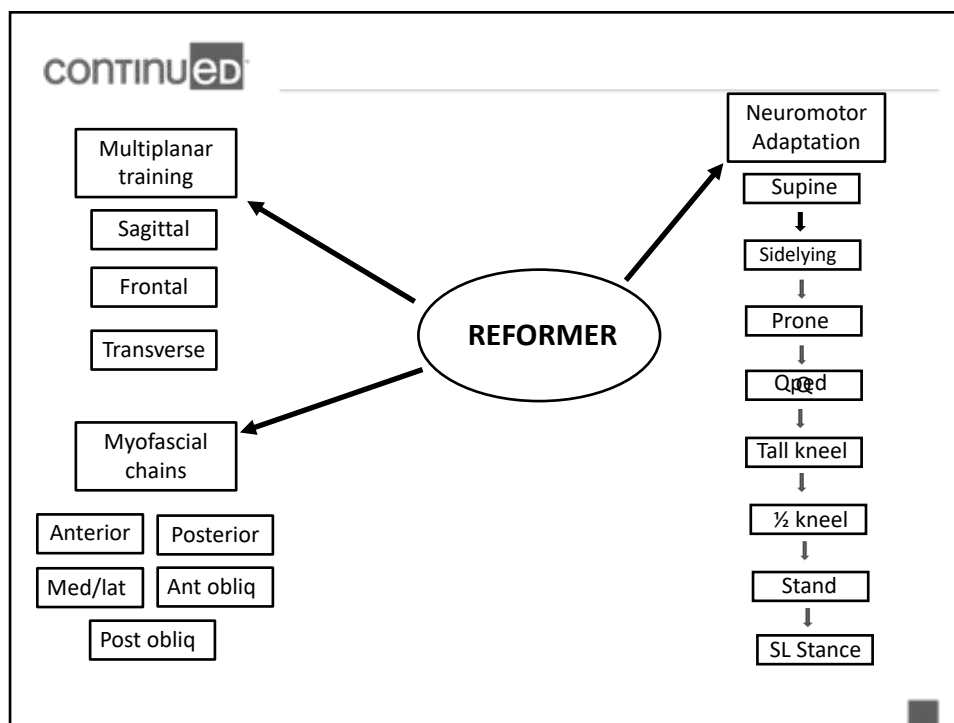 continued
Multiplanar
training
Sagittal
Frontal
Transverse
Myofascial
chains
Anterior
Posterior
Med/lat
Ant obliq
Post obliq
REFORMER
Neuromotor
Adaptation
Supine
Sidelying
Prone
Qped
Tall kneel
½ kneel
Stand
SL Stance